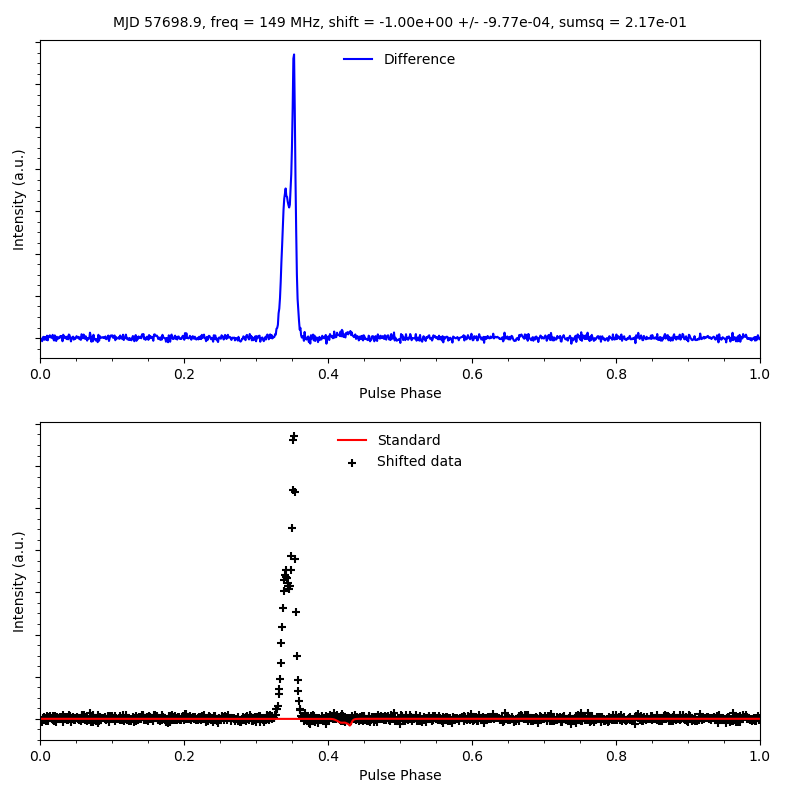 MJD 57698.9, freq = 149 MHz, shift = -1.00e+00 +/- -9.77e-04, sumsq = 2.17e-01
Difference
Intensity (a.u.)
0.0 0.2 0.4 0.6 0.8 1.0
Pulse Phase
Standard
Shifted data
Intensity (a.u.)
0.0 0.2 0.4 0.6 0.8 1.0
Pulse Phase